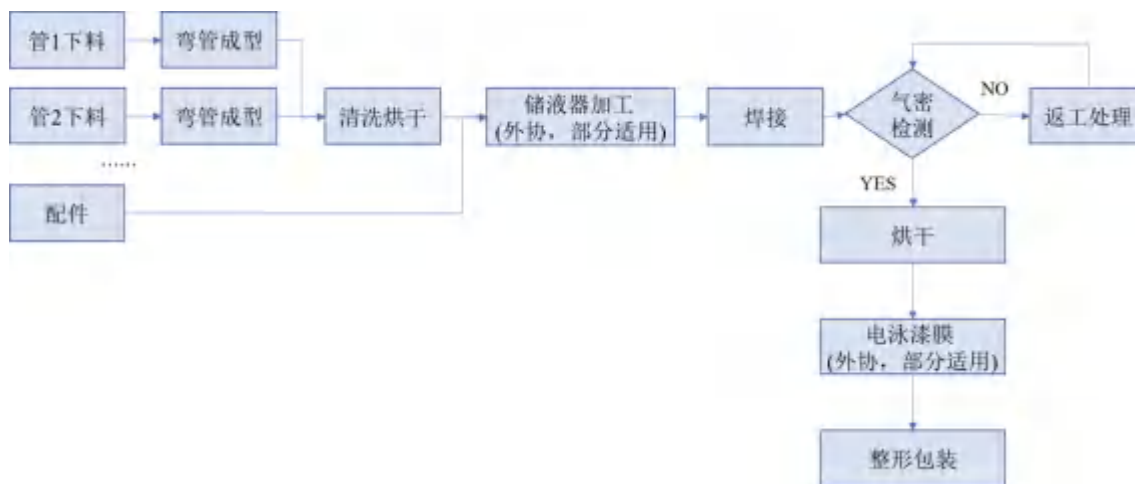 管1下料
弯管成型
管2下料
弯管成型
清洗烘干
储液器加工
(外协，部分适用)
焊接
气密
检测
NO
返工处理
……
配件
YES
烘干
电泳漆膜
(外协，部分适用)
整形包装